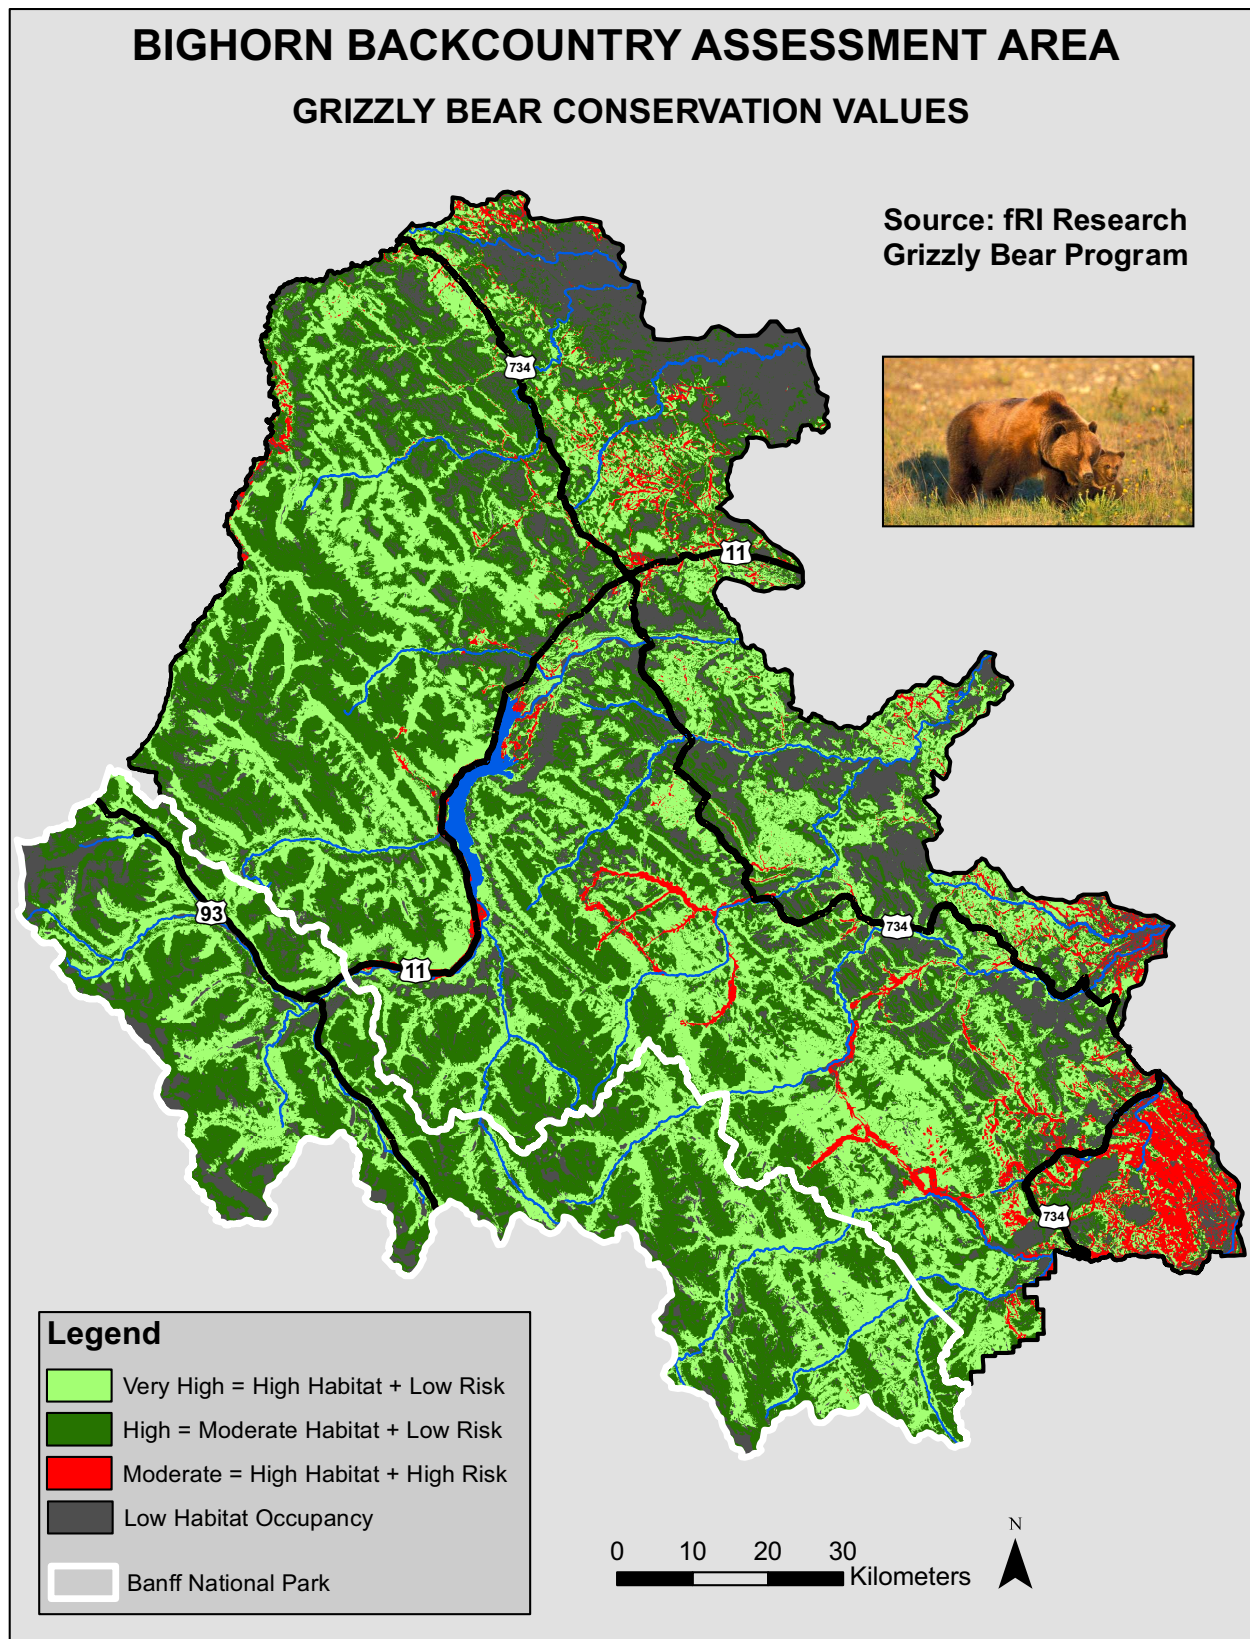 BIGHORN BACKCOUNTRY ASSESSMENT AREA
GRIZZLY BEAR CONSERVATION VALUES
Source: fRI Research
Grizzly Bear Program
734
11
93
11
734
734
Legend
Very High = High Habitat + Low Risk
High = Moderate Habitat + Low Risk
Moderate = High Habitat + High Risk
Low Habitat Occupancy
Banff National Park
N
0 10 20 30
Kilometers